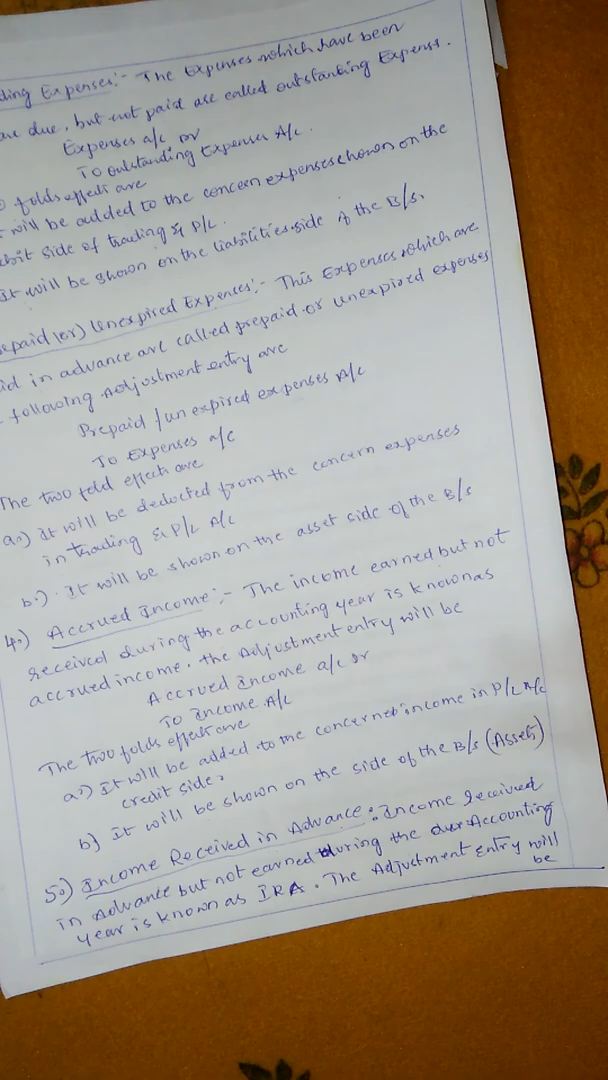 ding Expenses:- The Expenses which have been
are due, but not paid are called outstanding Expenses.
Expenses a/c Dr
To outstanding Expenses A/c.
folds effects are
will be added to the concern expenses shown on the
debit side of trading & P/L.
It will be shown on the liabilities side of the B/s.
epaid (or) Unexpired Expences:- This Expenses which are
id in advance are called prepaid or unexpired expenses
following Adjustment entry are
Prepaid / un expired expenses A/c
To Expenses a/c
The two fold effects are
a.) It will be deducted from the concern expenses
in trading & P/L A/c
b.) It will be shown on the asset side of the B/s
4.) Accrued Income :- The income earned but not
received during the accounting year is known as
accrued income. the Adjustment entry will be
Accrued Income a/c Dr
To Income A/c
The two folds effect are
a.) It will be added to the concerned income in P/L A/c
credit side.
b) It will be shown on the side of the B/s (Assets)
5.) Income Received in Advance: Income received
in Advance but not earned during the Accounting
year is known as IRA. The Adjustment Entry will
be